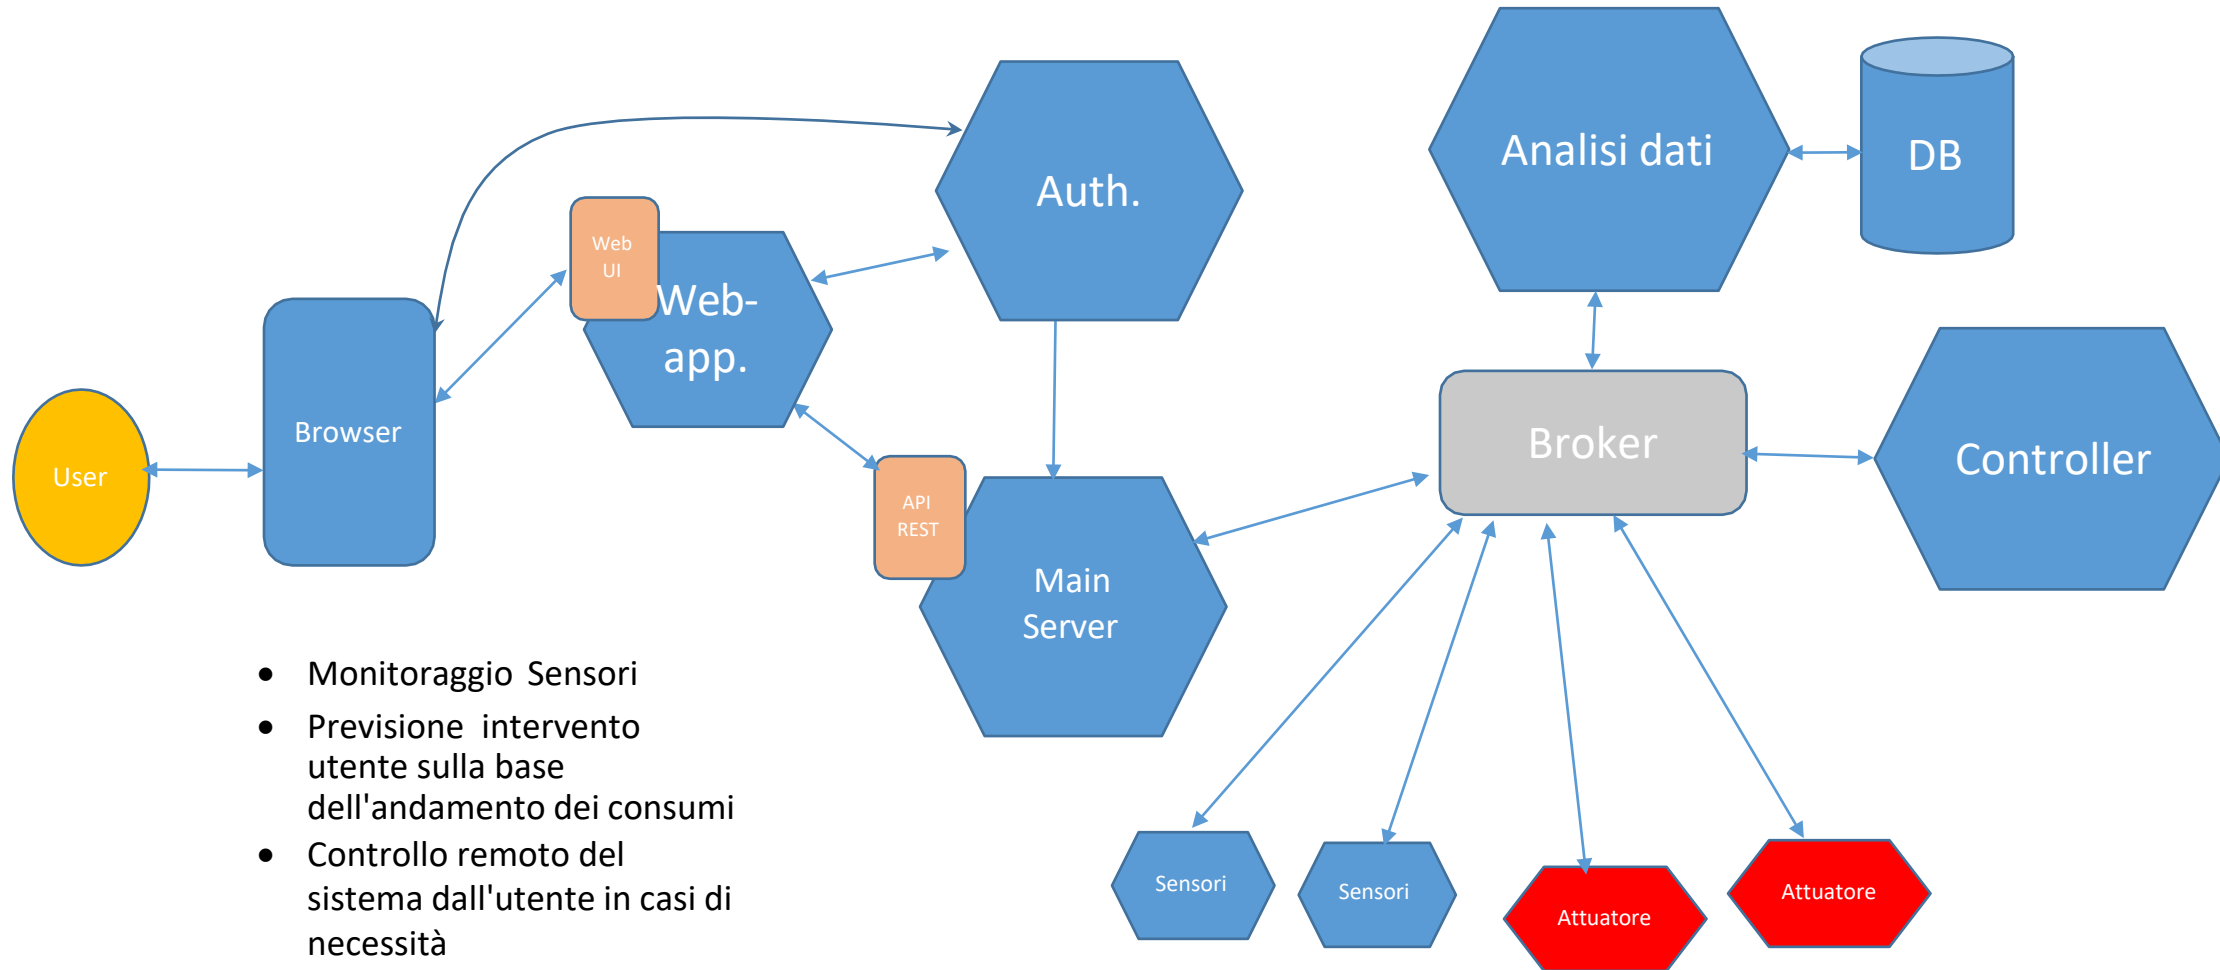 Analisi dati
DB
Auth.
Web
UI
Web-
app.
Browser
User
Broker
Controller
API
REST
Main
Server
• Monitoraggio Sensori
• Previsione intervento
utente sulla base
dell'andamento dei consumi
• Controllo remoto del
sistema dall'utente in casi di
necessità
Sensori
Sensori
Attuatore
Attuatore